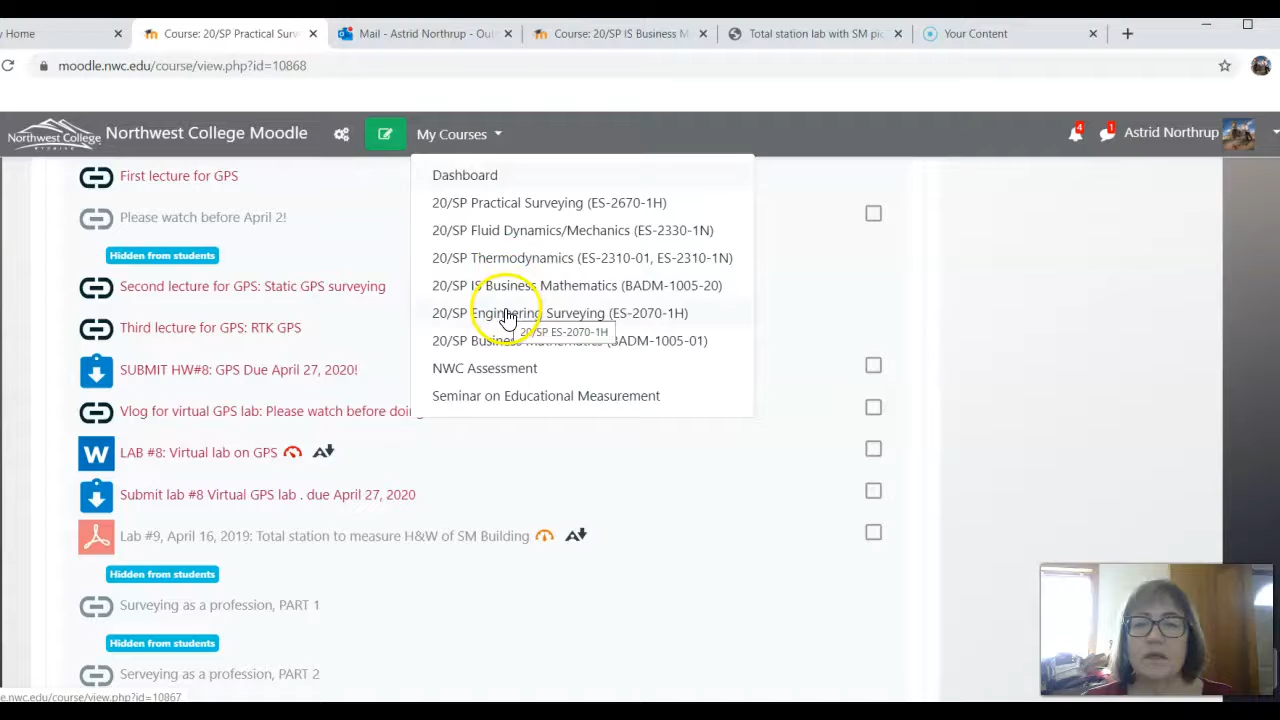 y Home
Course: 20/SP Practical Surv
Mail - Astrid Northrup - Out
Course: 20/SP IS Business M
Total station lab with SM pic
Your Content
moodle.nwc.edu/course/view.php?id=10868
Northwest College
WYOMING
Northwest College Moodle
My Courses
4
1
Astrid Northrup
First lecture for GPS
Please watch before April 2!
Hidden from students
Second lecture for GPS: Static GPS surveying
Third lecture for GPS: RTK GPS
SUBMIT HW#8: GPS Due April 27, 2020!
Vlog for virtual GPS lab: Please watch before doin
W
LAB #8: Virtual lab on GPS
A
Submit lab #8 Virtual GPS lab . due April 27, 2020
Lab #9, April 16, 2019: Total station to measure H&W of SM Building
A
Hidden from students
Surveying as a profession, PART 1
Hidden from students
Serveying as a profession, PART 2
Dashboard
20/SP Practical Surveying (ES-2670-1H)
20/SP Fluid Dynamics/Mechanics (ES-2330-1N)
20/SP Thermodynamics (ES-2310-01, ES-2310-1N)
20/SP IS Business Mathematics (BADM-1005-20)
20/SP Engineering Surveying (ES-2070-1H)
20/SP ES-2070-1H
20/SP Business Mathematics (BADM-1005-01)
NWC Assessment
Seminar on Educational Measurement
le.nwc.edu/course/view.php?id=10867